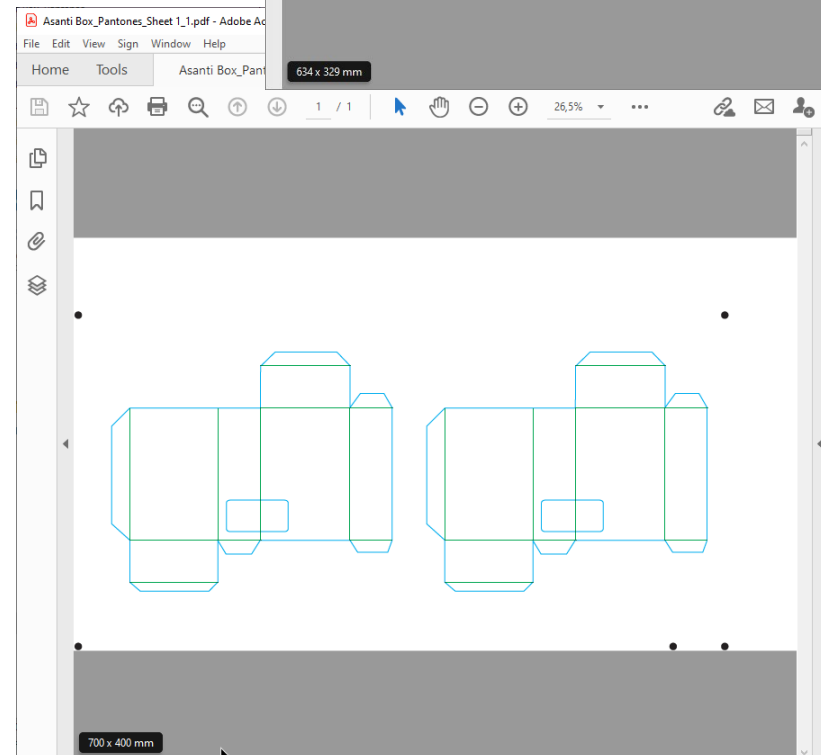 Asanti Box_Pantones_Sheet 1_1.pdf - Adobe Ac
File Edit View Sign Window Help
Home Tools Asanti Box_Pant
634 x 329 mm
1 / 1 26,5%
700 x 400 mm